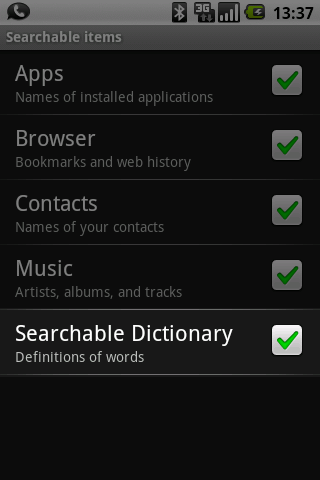 3G
13:37
Searchable items
Apps
Names of installed applications
Browser
Bookmarks and web history
Contacts
Names of your contacts
Music
Artists, albums, and tracks
Searchable Dictionary
Definitions of words